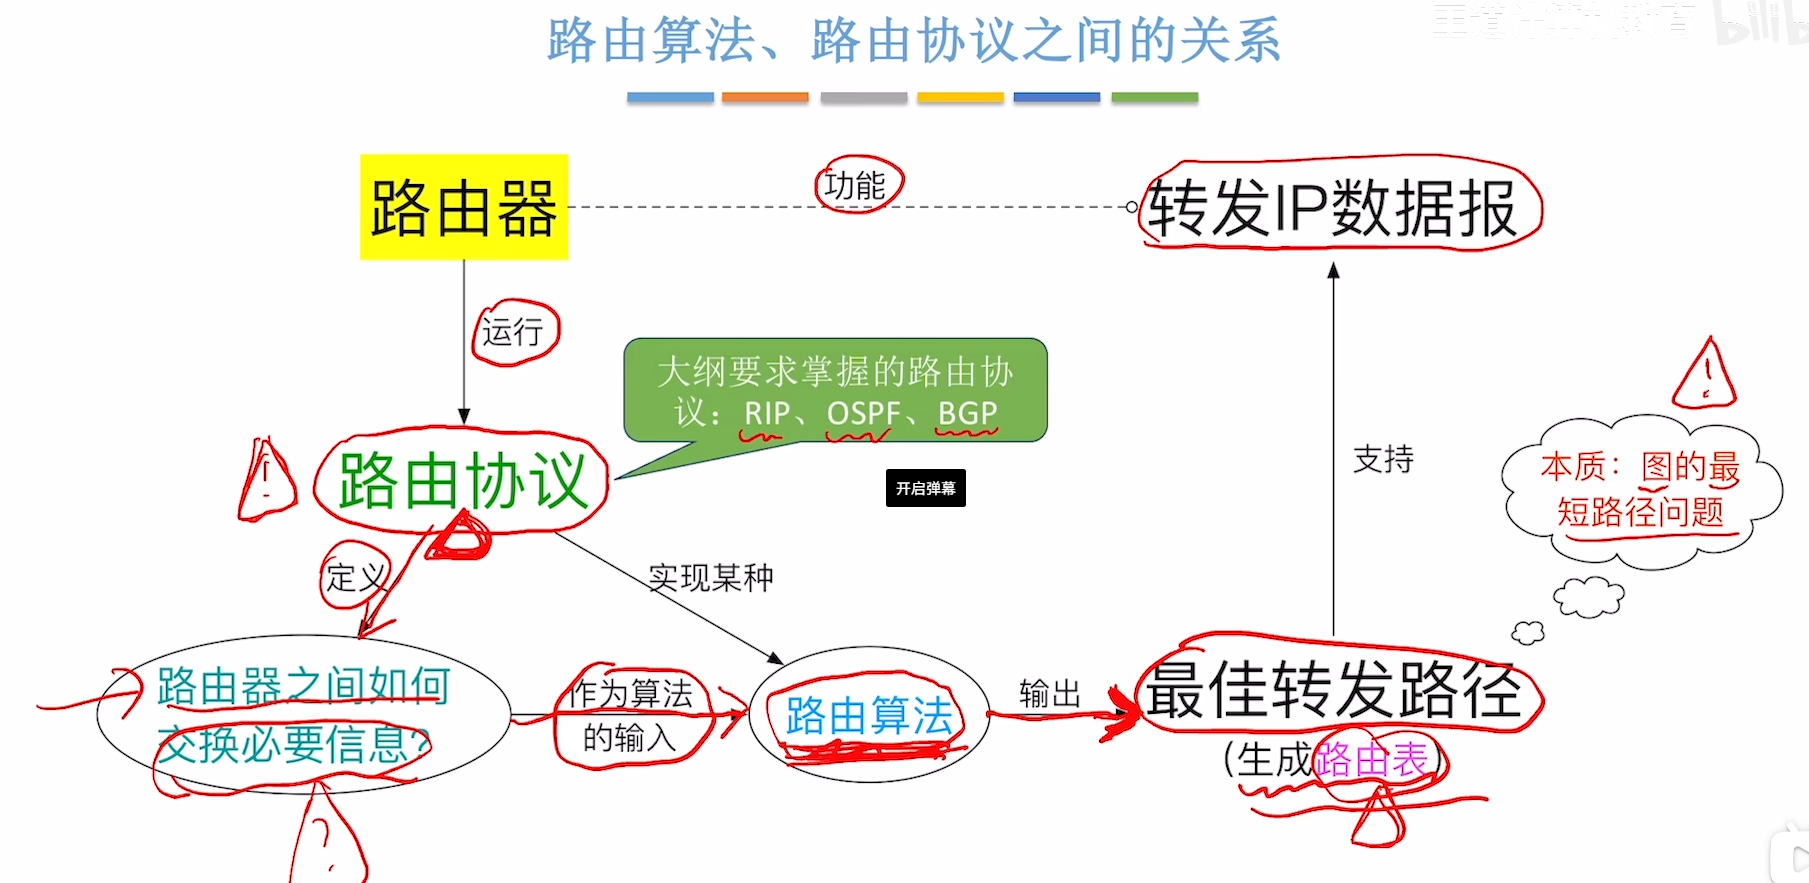 路由算法、路由协议之间的关系
路由器
功能
转发IP数据报
运行
大纲要求掌握的路由协
议：RIP、OSPF、BGP
路由协议
开启弹幕
支持
本质：图的最
短路径问题
定义
实现某种
路由器之间如何
交换必要信息?
作为算法
的输入
路由算法
输出
最佳转发路径
(生成路由表)